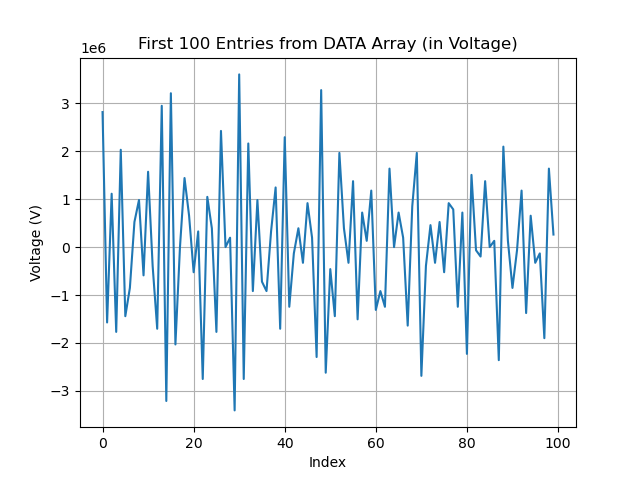 First 100 Entries from DATA Array (in Voltage)
1e6
3
2
1
0
−1
−2
−3
Voltage (V)
0 20 40 60 80 100
Index